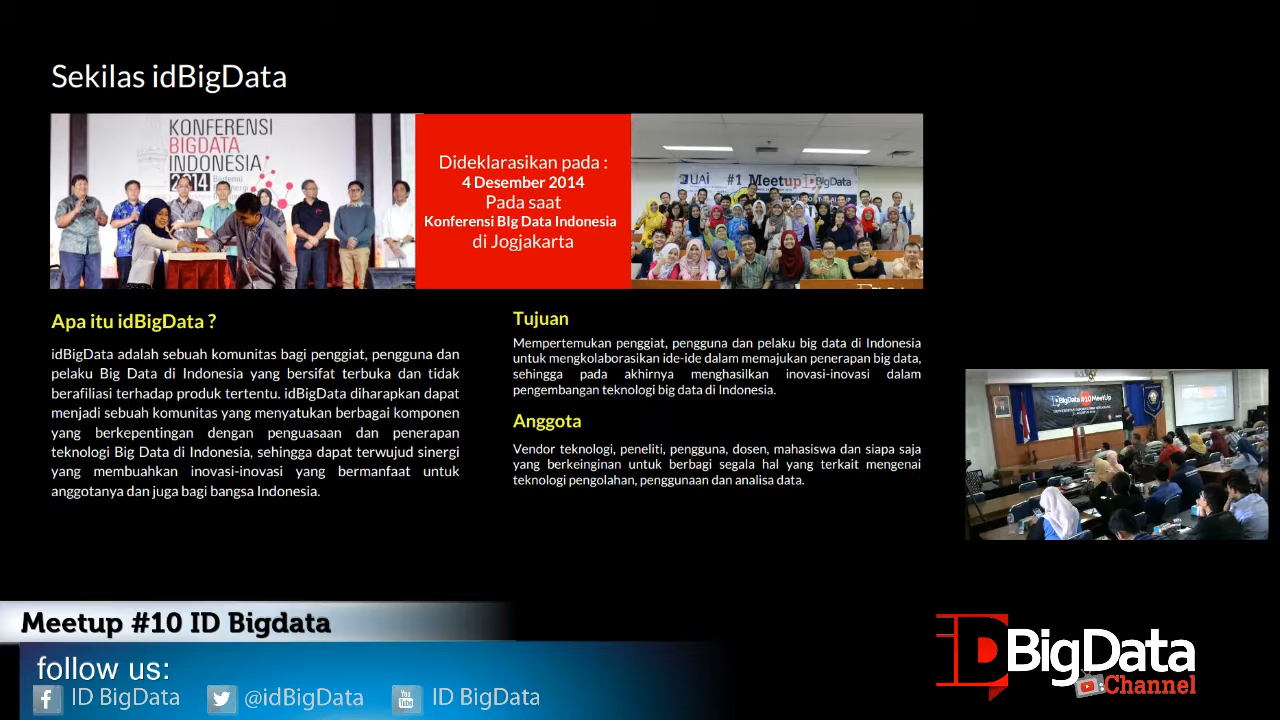 Sekilas idBigData
KONFERENSI
BIGDATA
INDONESIA
2014 Bertemu
Dideklarasikan pada :
4 Desember 2014
Pada saat
Konferensi BIg Data Indonesia
di Jogjakarta
UAI #1 Meetup iDBigData
Apa itu idBigData ?
idBigData adalah sebuah komunitas bagi penggiat, pengguna dan
pelaku Big Data di Indonesia yang bersifat terbuka dan tidak
berafiliasi terhadap produk tertentu. idBigData diharapkan dapat
menjadi sebuah komunitas yang menyatukan berbagai komponen
yang berkepentingan dengan penguasaan dan penerapan
teknologi Big Data di Indonesia, sehingga dapat terwujud sinergi
yang membuahkan inovasi-inovasi yang bermanfaat untuk
anggotanya dan juga bagi bangsa Indonesia.
Tujuan
Mempertemukan penggiat, pengguna dan pelaku big data di Indonesia
untuk mengkolaborasikan ide-ide dalam memajukan penerapan big data,
sehingga pada akhirnya menghasilkan inovasi-inovasi dalam
pengembangan teknologi big data di Indonesia.
Anggota
Vendor teknologi, peneliti, pengguna, dosen, mahasiswa dan siapa saja
yang berkeinginan untuk berbagi segala hal yang terkait mengenai
teknologi pengolahan, penggunaan dan analisa data.
BigData #10 MeetUp
Meetup #10 ID Bigdata
follow us:
ID BigData @idBigData You Tube ID BigData
iDBigData
Channel